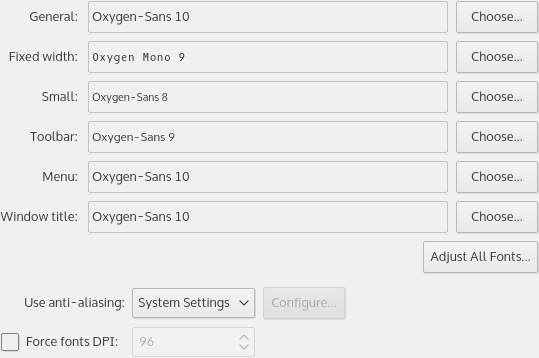 General: Oxygen-Sans 10 Choose...
Fixed width: Oxygen Mono 9 Choose...
Small: Oxygen-Sans 8 Choose...
Toolbar: Oxygen-Sans 9 Choose...
Menu: Oxygen-Sans 10 Choose...
Window title: Oxygen-Sans 10 Choose...
Adjust All Fonts...
Use anti-aliasing: System Settings Configure...
Force fonts DPI: 96